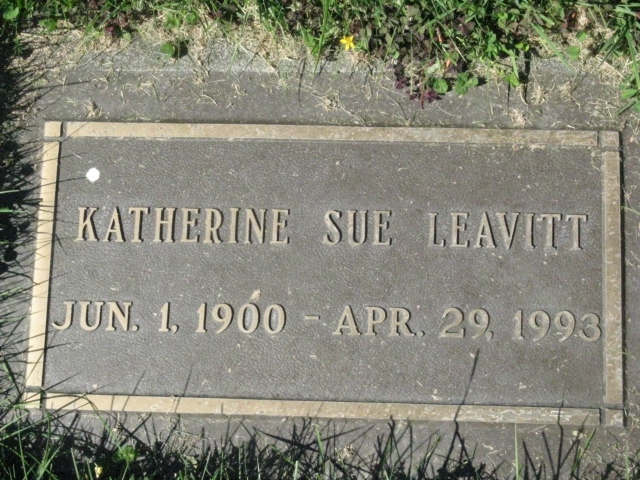 KATHERINE SUE LEAVITT
JUN. 1, 1900 - APR. 29, 1993